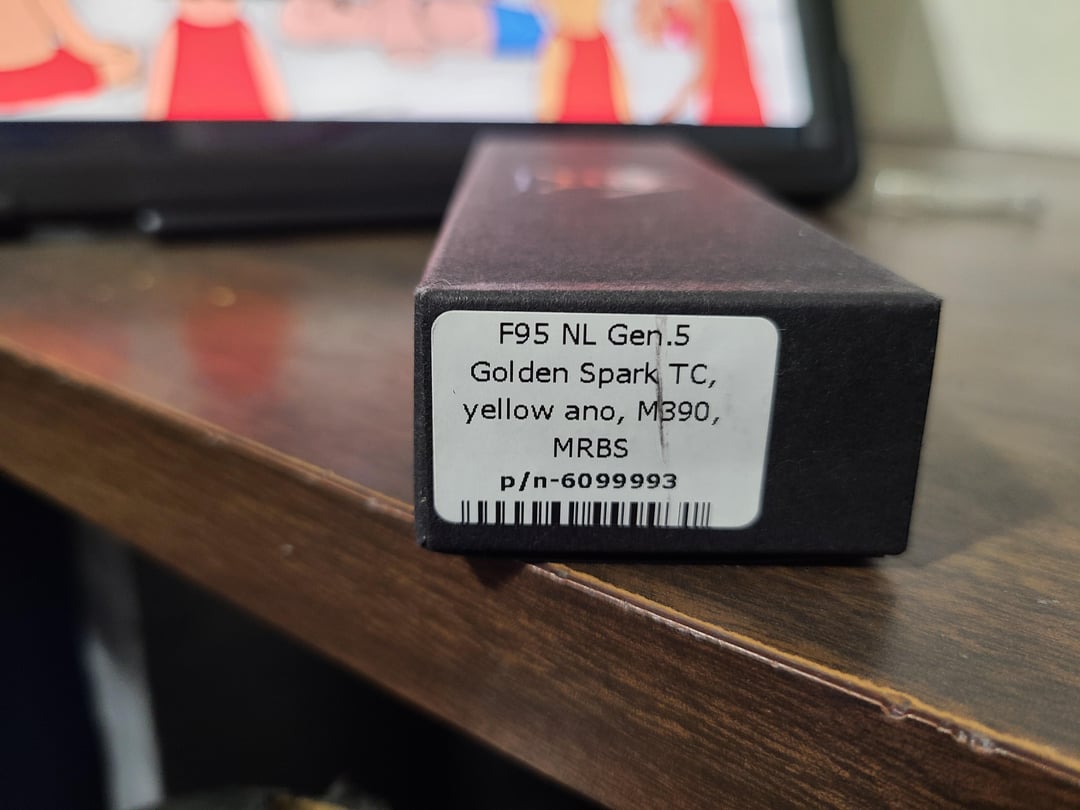 F95 NL Gen.5
Golden Spark TC,
yellow ano, M390,
MRBS
p/n-6099993